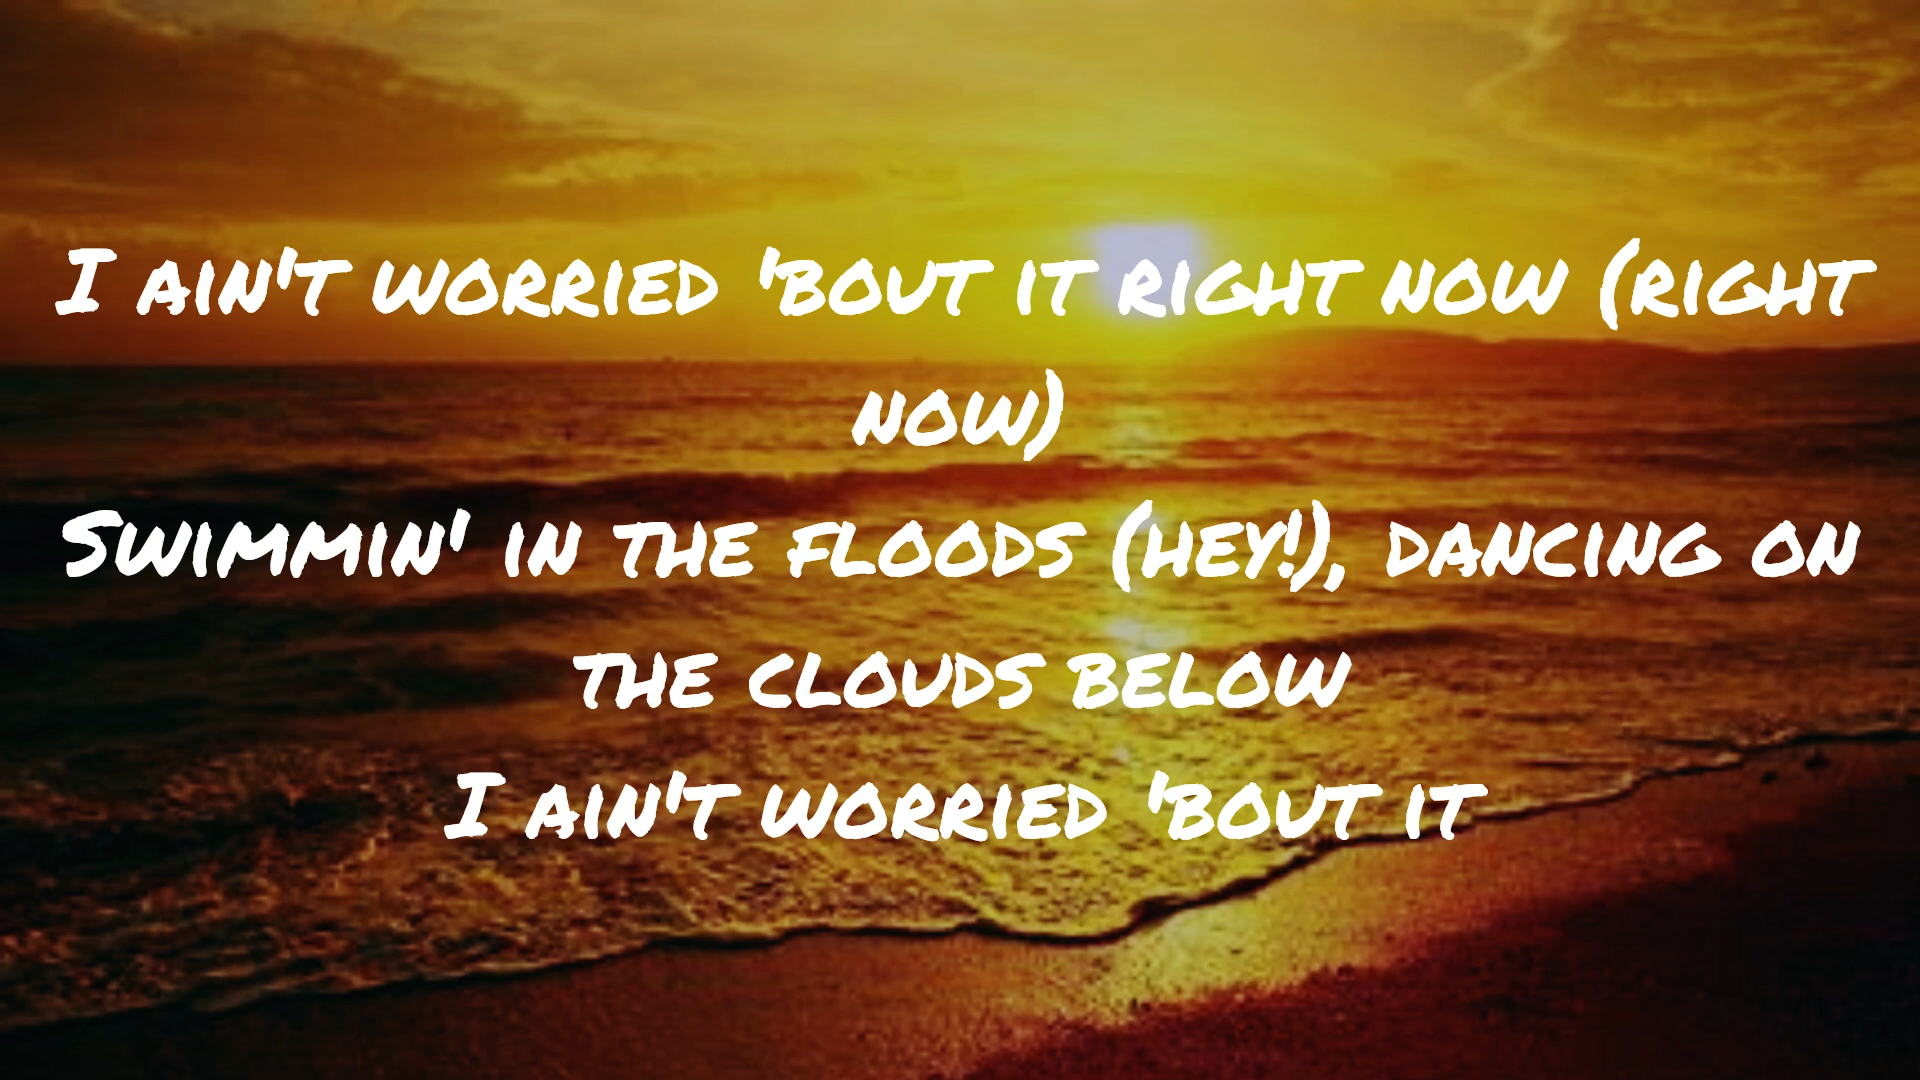 I ain't worried 'bout it right now (right
now)
Swimmin' in the floods (hey!), dancing on
the clouds below
I ain't worried 'bout it